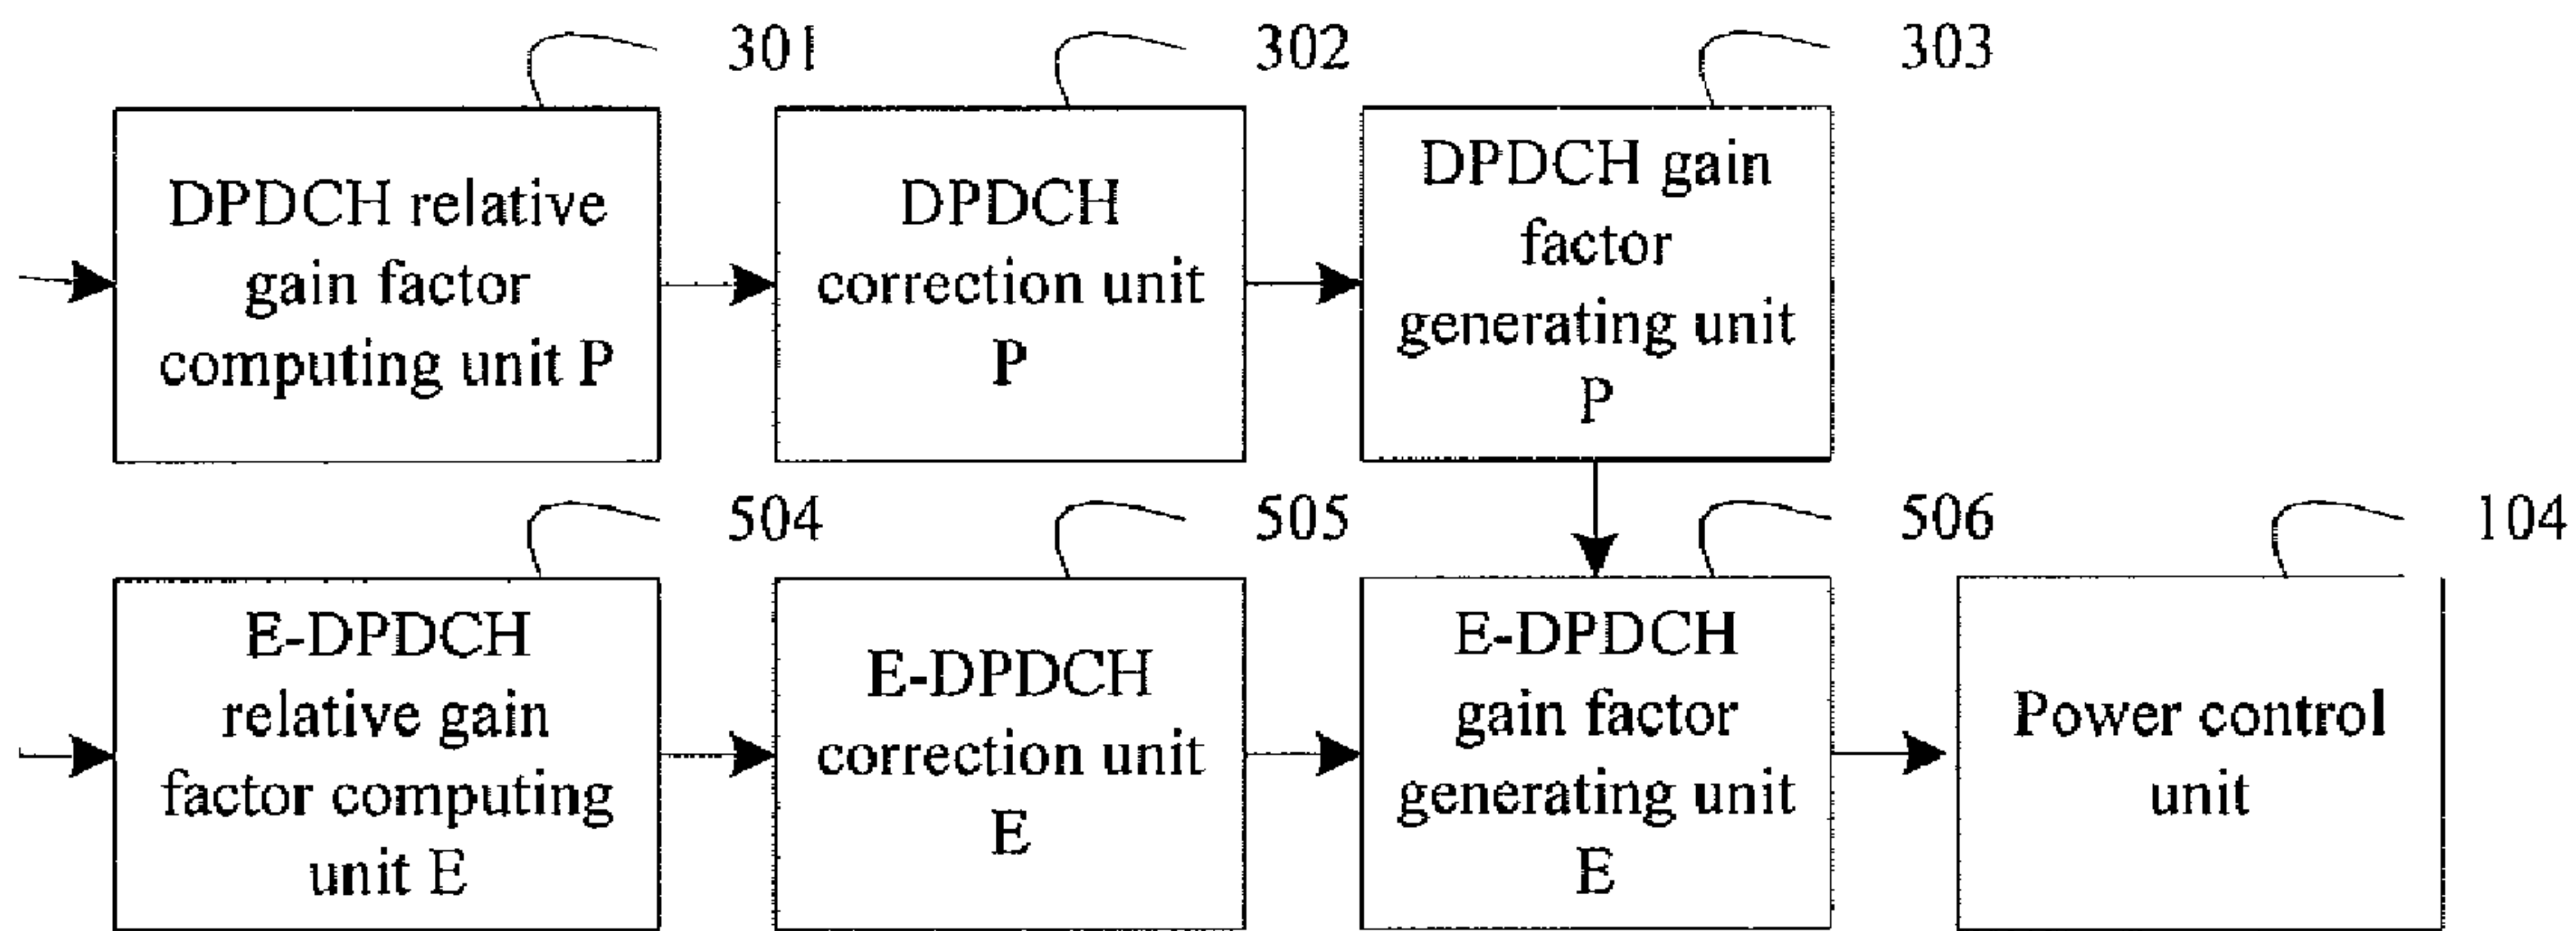 301
302
303
DPDCH relative
gain factor
computing unit P
DPDCH
correction unit
P
DPDCH gain
factor
generating unit
P
504
505
506
104
E-DPDCH
relative gain
factor computing
unit E
E-DPDCH
correction unit
E
E-DPDCH
gain factor
generating unit
E
Power control
unit